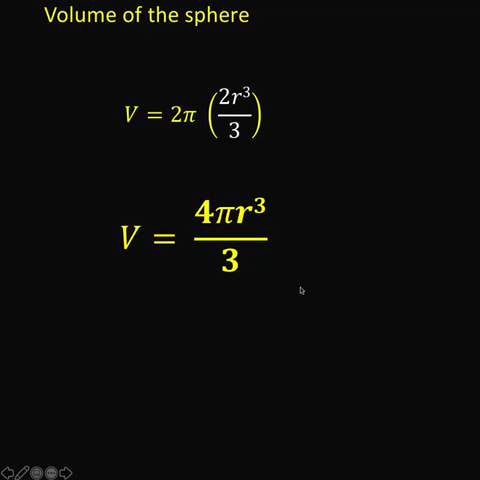 Volume of the sphere
V = 2π (2r³/3)
V = 4πr³/3